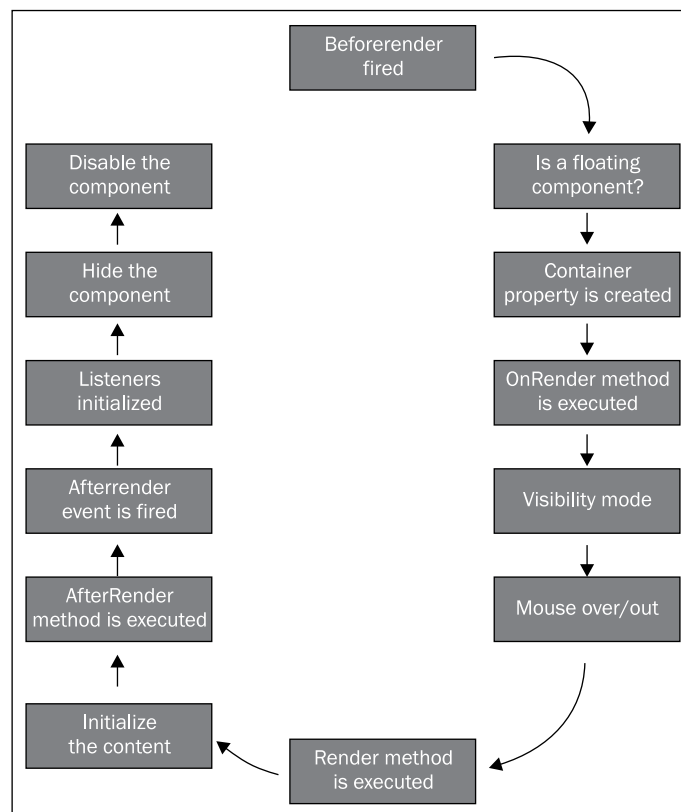 Beforerender
fired
Is a floating
component?
Container
property is created
OnRender method
is executed
Visibility mode
Mouse over/out
Render method
is executed
Initialize
the content
AfterRender
method is executed
Afterrender
event is fired
Listeners
initialized
Hide the
component
Disable the
component